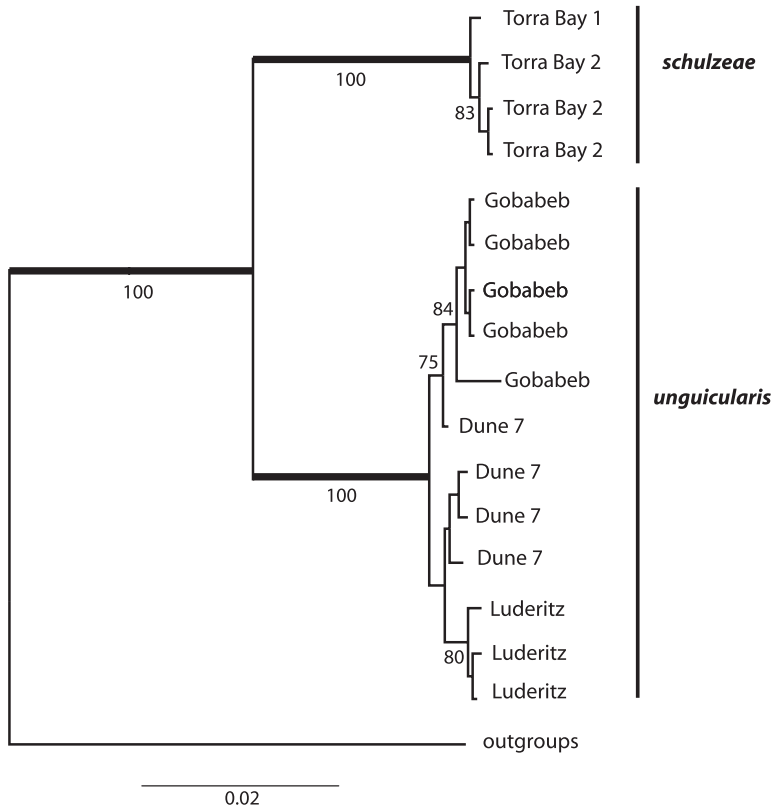 Torra Bay 1
schulzeae
Torra Bay 2
100
83
Torra Bay 2
Torra Bay 2
Gobabeb
Gobabeb
100
Gobabeb
84
Gobabeb
75
Gobabeb
unguicularis
Dune 7
Dune 7
100
Dune 7
Dune 7
Luderitz
80
Luderitz
Luderitz
outgroups
0.02